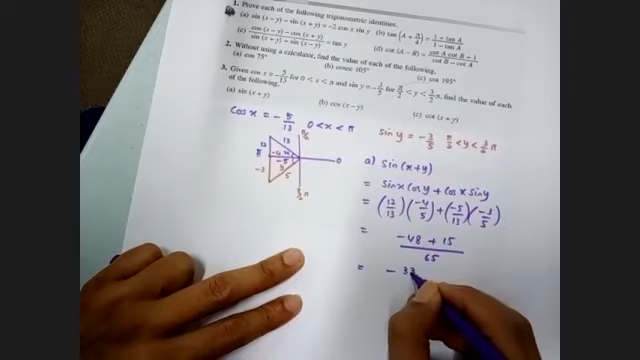 1. Prove each of the following trigonometric identities.
(a) sin (x − y) − sin (x + y) = −2 cos x sin y (b) tan (A + π/4) = (1 + tan A)/(1 − tan A)
(c) (cos (x − y) − cos (x + y))/(sin (x + y) + sin (x − y)) = tan y (d) cot (A − B) = (cot A cot B + 1)/(cot B − cot A)
2. Without using a calculator, find the value of each of the following.
(a) cos 75° (b) cosec 105° (c) cot 195°
3. Given cos x = −5/13 for 0 < x < π and sin y = −3/5 for π/2 < y < 3/2 π, find the value of each
of the following.
(a) sin (x + y) (b) cos (x − y) (c) cot (x + y)
Cos x = − 5/13 0 < x < π
sin y = − 3/5 π/2 < y < 3/2 π
π/2
13
12
π −4 x 0
−5
−3 5
3/2 π
a) Sin (x+y)
= Sin x Cos y + Cos x Sin y
= (12/13)(−4/5) + (−5/13)(−3/5)
= (−48 + 15)/65
= − 33